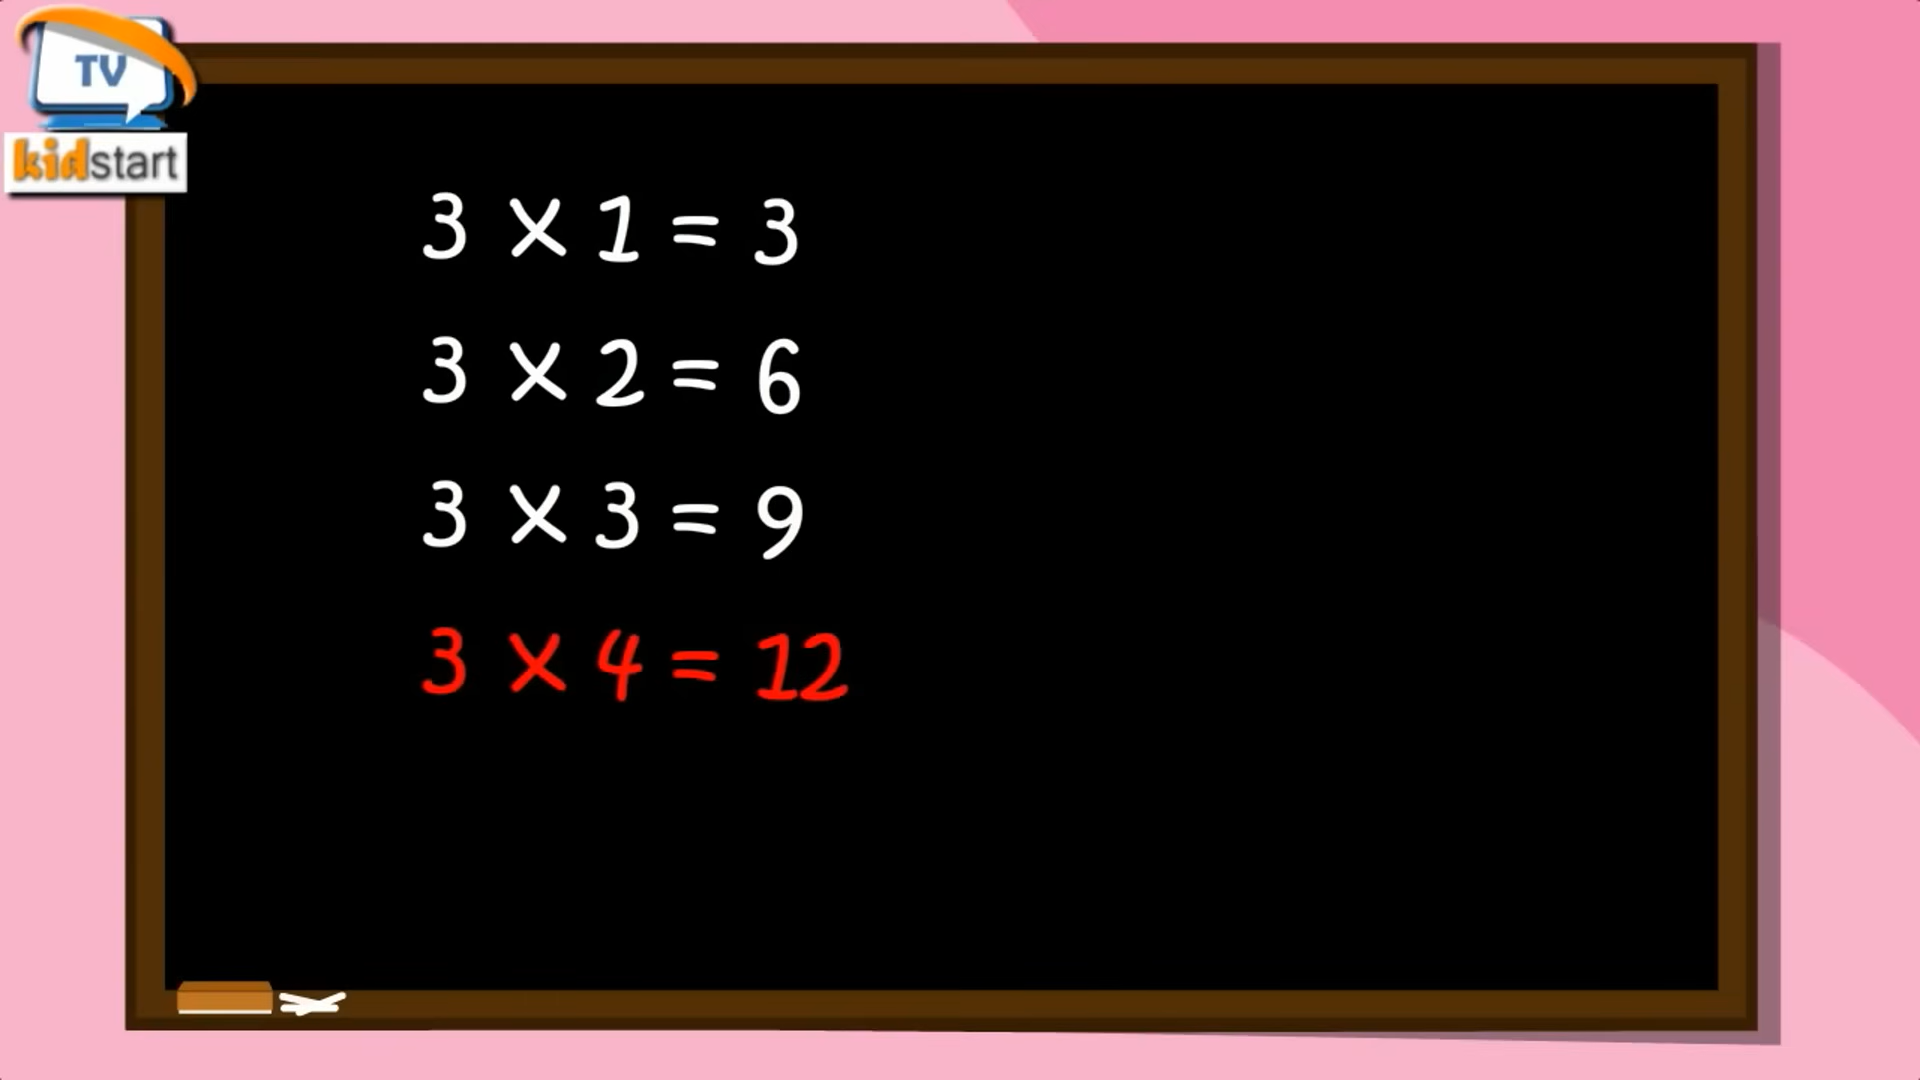 TV
kidstart
3 × 1 = 3
3 × 2 = 6
3 × 3 = 9
3 × 4 = 12